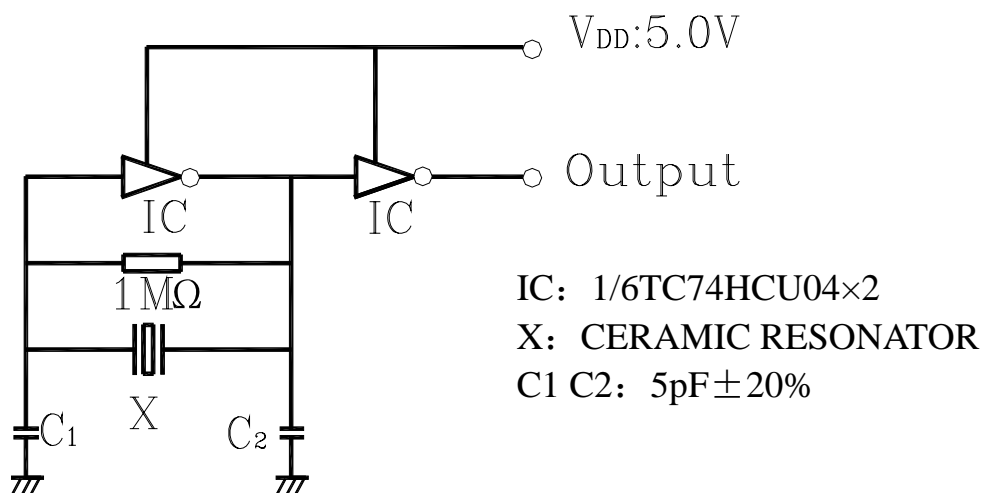 VDD:5.0V
Output
IC
IC
1MΩ
X
C1
C2
IC：1/6TC74HCU04×2
X：CERAMIC RESONATOR
C1 C2：5pF±20%